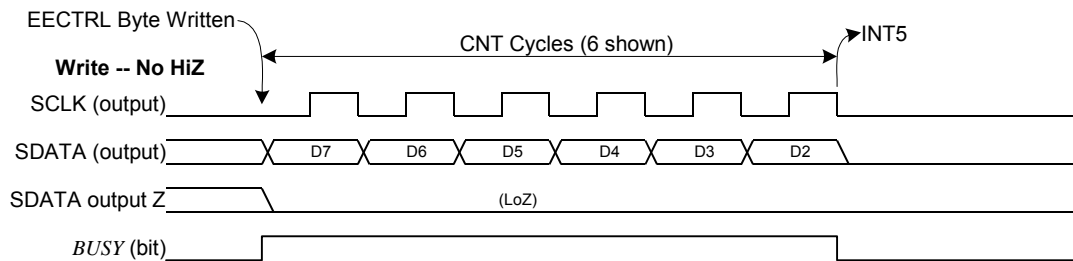 EECTRL Byte Written
CNT Cycles (6 shown)
INT5
Write -- No HiZ
SCLK (output)
SDATA (output)
D7 D6 D5 D4 D3 D2
SDATA output Z
(LoZ)
BUSY (bit)